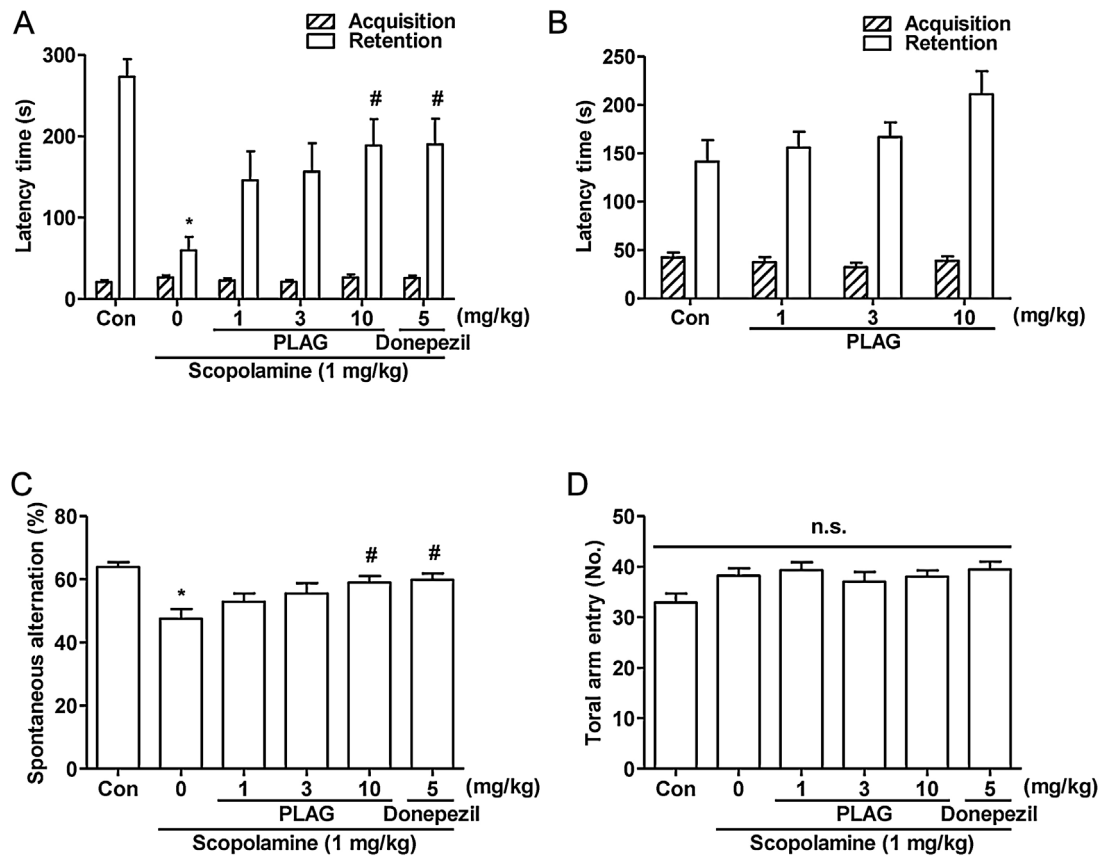 A
Acquisition
Retention
Latency time (s)
300
200
100
0
*
#
#
Con
0
1
3
10
5
(mg/kg)
PLAG
Donepezil
Scopolamine (1 mg/kg)
B
Acquisition
Retention
Latency time (s)
250
200
150
100
50
0
Con
1
3
10
(mg/kg)
PLAG
C
Spontaneous alternation (%)
80
60
40
20
0
*
#
#
Con
0
1
3
10
5
(mg/kg)
PLAG
Donepezil
Scopolamine (1 mg/kg)
D
Toral arm entry (No.)
50
40
30
20
10
0
n.s.
Con
0
1
3
10
5
(mg/kg)
PLAG
Donepezil
Scopolamine (1 mg/kg)